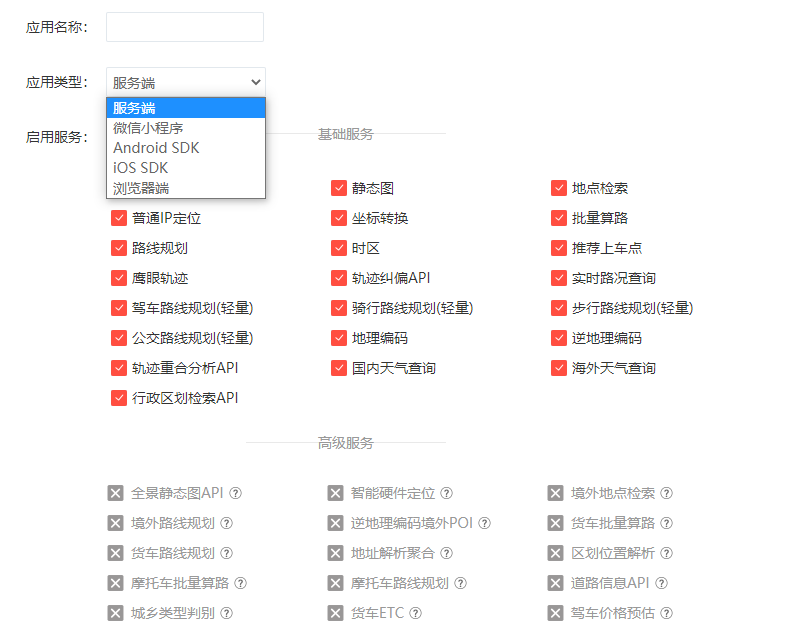 应用名称：
应用类型： 服务端
服务端
微信小程序
Android SDK
iOS SDK
浏览器端
启用服务： 基础服务
静态图 地点检索
普通IP定位 坐标转换 批量算路
路线规划 时区 推荐上车点
鹰眼轨迹 轨迹纠偏API 实时路况查询
驾车路线规划(轻量) 骑行路线规划(轻量) 步行路线规划(轻量)
公交路线规划(轻量) 地理编码 逆地理编码
轨迹重合分析API 国内天气查询 海外天气查询
行政区划检索API
高级服务
全景静态图API ? 智能硬件定位 ? 境外地点检索 ?
境外路线规划 ? 逆地理编码境外POI ? 货车批量算路 ?
货车路线规划 ? 地址解析聚合 ? 区划位置解析 ?
摩托车批量算路 ? 摩托车路线规划 ? 道路信息API ?
城乡类型判别 ? 货车ETC ? 驾车价格预估 ?